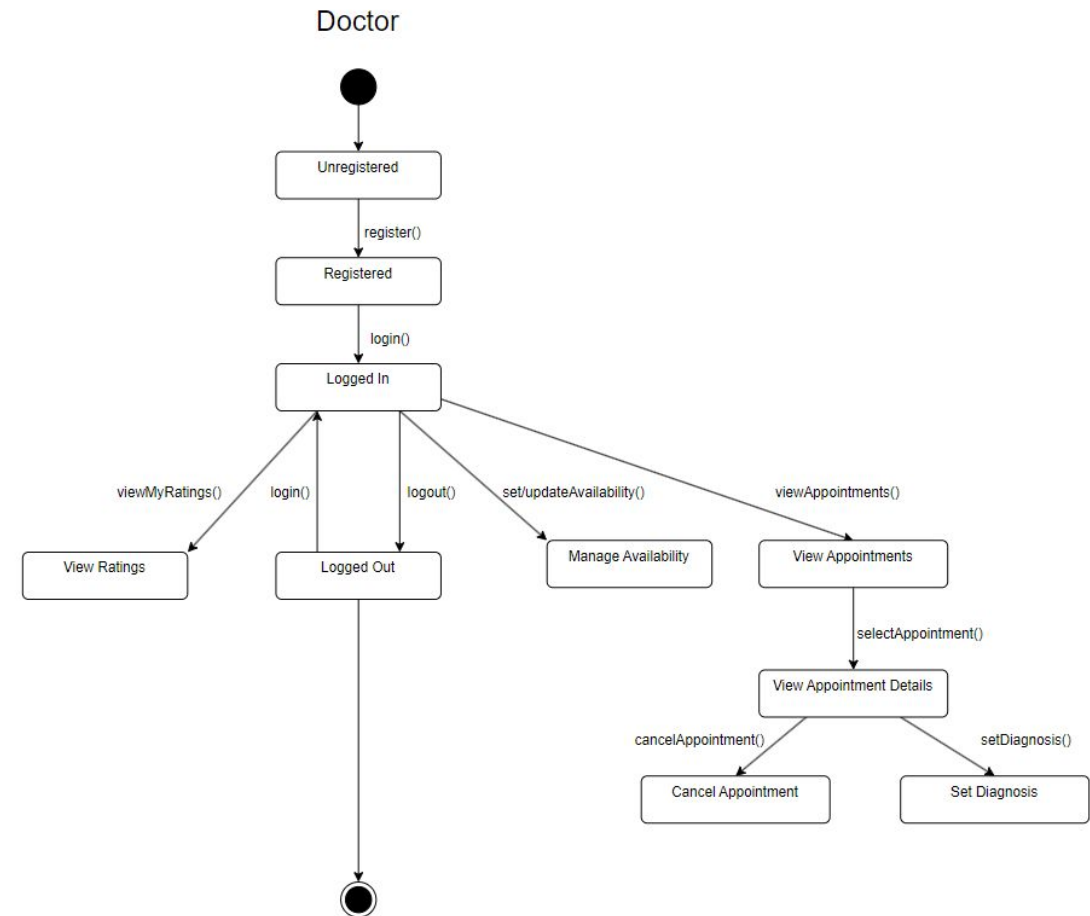 Doctor
Unregistered
register()
Registered
login()
Logged In
viewMyRatings()
login()
logout()
set/updateAvailability()
viewAppointments()
View Ratings
Logged Out
Manage Availability
View Appointments
selectAppointment()
View Appointment Details
cancelAppointment()
setDiagnosis()
Cancel Appointment
Set Diagnosis